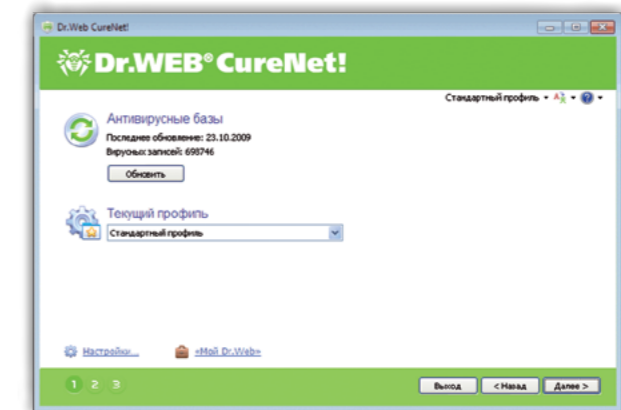 Dr.Web CureNet!
Dr.WEB® CureNet!
Стандартный профиль
Антивирусные базы
Последнее обновление: 23.10.2009
Вирусных записей: 698746
Обновить
Текущий профиль
Стандартный профиль
Настройки...
«Мой Dr.Web»
1 2 3
Выход
< Назад
Далее >